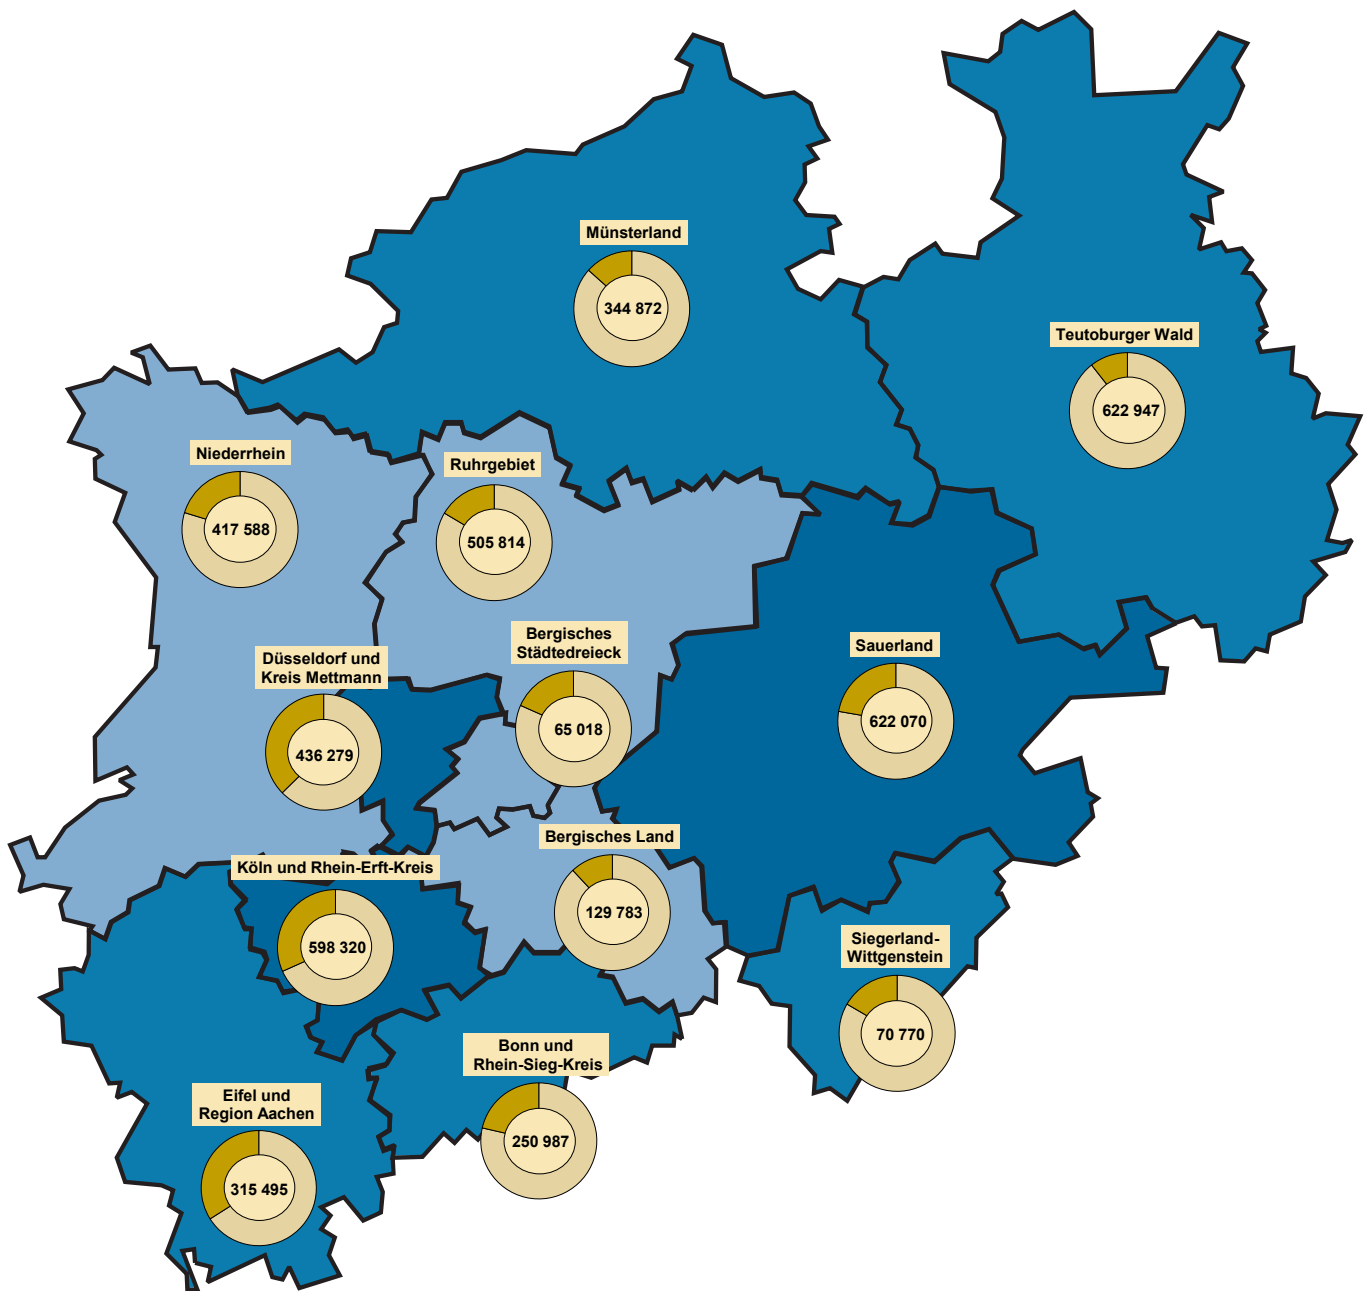 Münsterland
344 872
Teutoburger Wald
622 947
Niederrhein
417 588
Ruhrgebiet
505 814
Bergisches
Städtedreieck
65 018
Sauerland
622 070
Düsseldorf und
Kreis Mettmann
436 279
Bergisches Land
129 783
Köln und Rhein-Erft-Kreis
598 320
Siegerland-
Wittgenstein
70 770
Bonn und
Rhein-Sieg-Kreis
250 987
Eifel und
Region Aachen
315 495